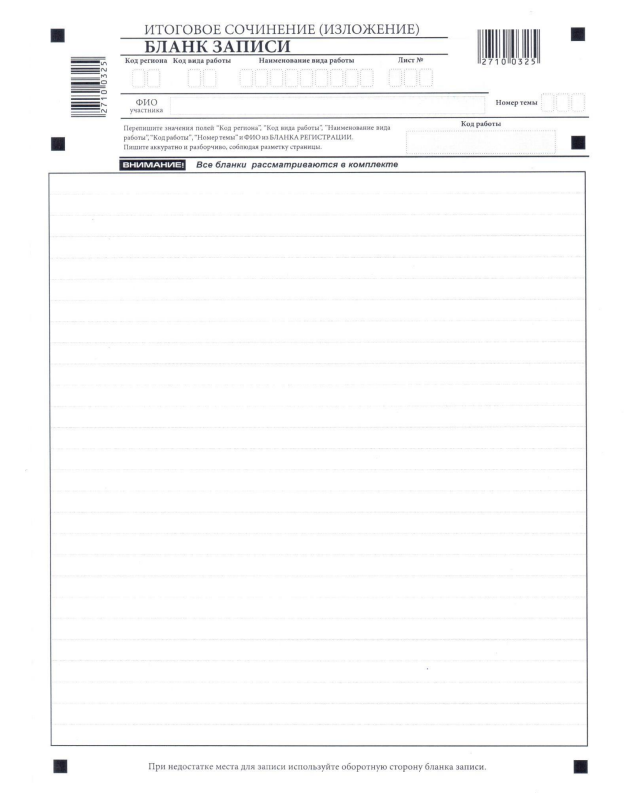 ИТОГОВОЕ СОЧИНЕНИЕ (ИЗЛОЖЕНИЕ)
БЛАНК ЗАПИСИ
Код региона Код вида работы Наименование вида работы Лист №
2710 0325
2710 0325
ФИО
участника
Номер темы
Перепишите значения полей "Код региона", "Код вида работы", "Наименование вида
работы", "Код работы", "Номер темы" и ФИО из БЛАНКА РЕГИСТРАЦИИ.
Пишите аккуратно и разборчиво, соблюдая разметку страницы.
Код работы
ВНИМАНИЕ! Все бланки рассматриваются в комплекте
При недостатке места для записи используйте оборотную сторону бланка записи.